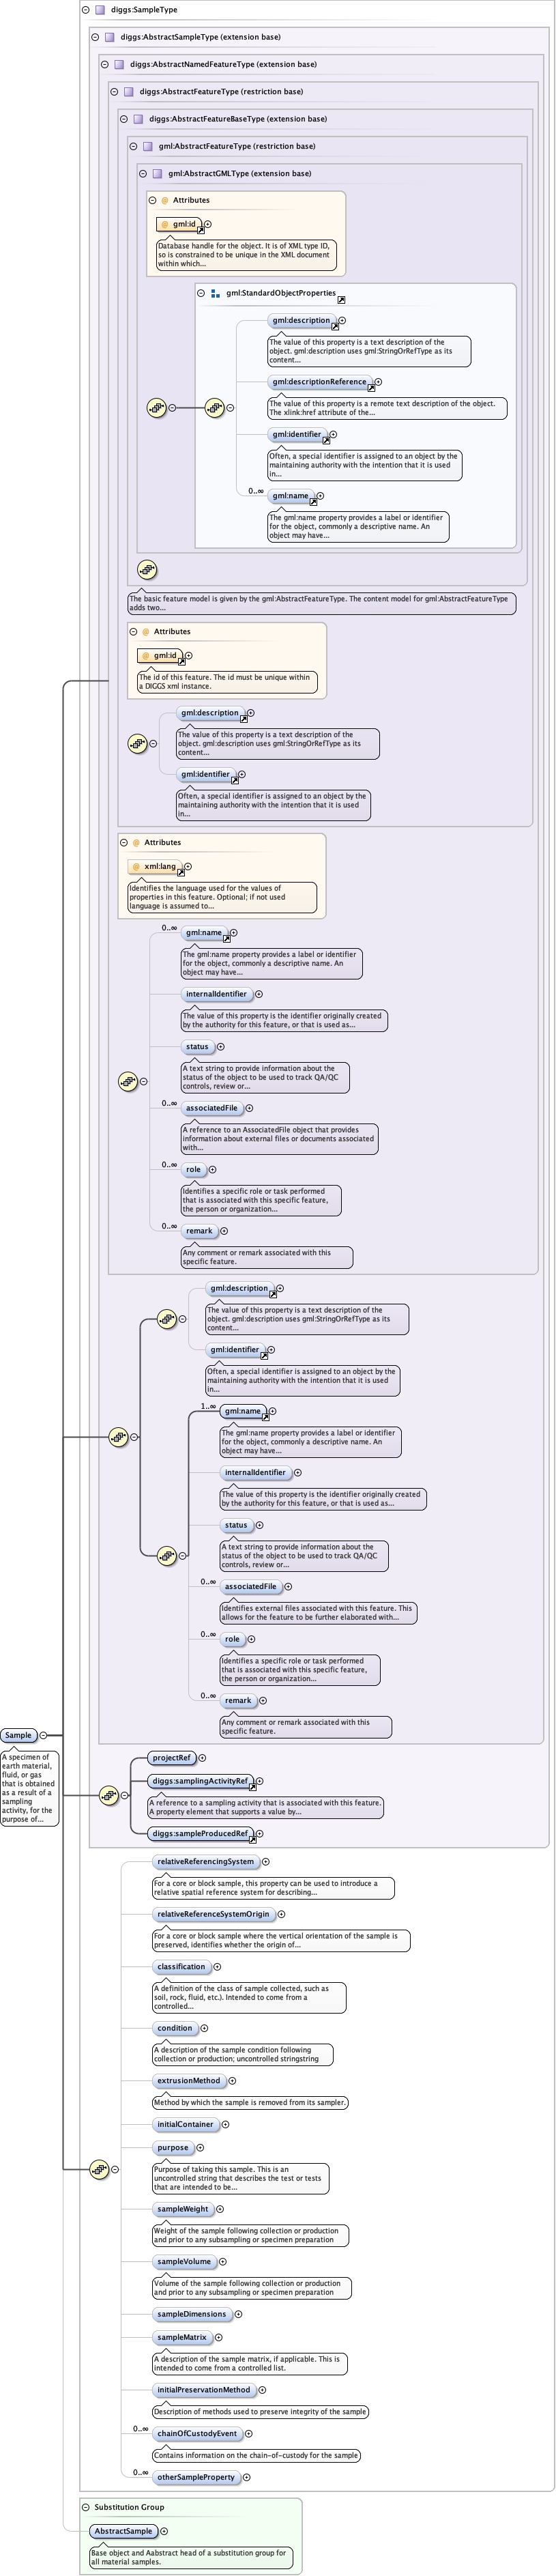 diggs:SampleType
diggs:AbstractSampleType (extension base)
diggs:AbstractNamedFeatureType (extension base)
diggs:AbstractFeatureType (restriction base)
diggs:AbstractFeatureBaseType (extension base)
gml:AbstractFeatureType (restriction base)
gml:AbstractGMLType (extension base)
@ Attributes
@ gml:id
Database handle for the object. It is of XML type ID,
so is constrained to be unique in the XML document
within which...
gml:StandardObjectProperties
gml:description
The value of this property is a text description of the
object. gml:description uses gml:StringOrRefType as its
content...
gml:descriptionReference
The value of this property is a remote text description of the object.
The xlink:href attribute of the...
gml:identifier
Often, a special identifier is assigned to an object by the
maintaining authority with the intention that it is used
in...
0..∞
gml:name
The gml:name property provides a label or identifier
for the object, commonly a descriptive name. An
object may have...
The basic feature model is given by the gml:AbstractFeatureType. The content model for gml:AbstractFeatureType
adds two...
@ Attributes
@ gml:id
The id of this feature. The id must be unique within
a DIGGS xml instance.
gml:description
The value of this property is a text description of the
object. gml:description uses gml:StringOrRefType as its
content...
gml:identifier
Often, a special identifier is assigned to an object by the
maintaining authority with the intention that it is used
in...
@ Attributes
@ xml:lang
Identifies the language used for the values of
properties in this feature. Optional; if not used
language is assumed to...
0..∞
gml:name
The gml:name property provides a label or identifier
for the object, commonly a descriptive name. An
object may have...
internalIdentifier
The value of this property is the identifier originally created
by the authority for this feature, or that is used as...
status
A text string to provide information about the
status of the object to be used to track QA/QC
controls, review or...
0..∞
associatedFile
A reference to an AssociatedFile object that provides
information about external files or documents associated
with...
0..∞
role
Identifies a specific role or task performed
that is associated with this specific feature,
the person or organization...
0..∞
remark
Any comment or remark associated with this
specific feature.
gml:description
The value of this property is a text description of the
object. gml:description uses gml:StringOrRefType as its
content...
gml:identifier
Often, a special identifier is assigned to an object by the
maintaining authority with the intention that it is used
in...
1..∞
gml:name
The gml:name property provides a label or identifier
for the object, commonly a descriptive name. An
object may have...
internalIdentifier
The value of this property is the identifier originally created
by the authority for this feature, or that is used as...
status
A text string to provide information about the
status of the object to be used to track QA/QC
controls, review or...
0..∞
associatedFile
Identifies external files associated with this feature. This
allows for the feature to be further elaborated with...
0..∞
role
Identifies a specific role or task performed
that is associated with this specific feature,
the person or organization...
0..∞
remark
Any comment or remark associated with this
specific feature.
Sample
A specimen of
earth material,
fluid, or gas
that is obtained
as a result of a
sampling
activity, for the
purpose of...
projectRef
diggs:samplingActivityRef
A reference to a sampling activity that is associated with this feature.
A property element that supports a value by...
diggs:sampleProducedRef
relativeReferencingSystem
For a core or block sample, this property can be used to introduce a
relative spatial reference system for describing...
relativeReferenceSystemOrigin
For a core or block sample where the vertical orientation of the sample is
preserved, identifies whether the origin of...
classification
A definition of the class of sample collected, such as
soil, rock, fluid, etc.). Intended to come from a
controlled...
condition
A description of the sample condition following
collection or production; uncontrolled stringstring
extrusionMethod
Method by which the sample is removed from its sampler.
initialContainer
purpose
Purpose of taking this sample. This is an
uncontrolled string that describes the test or tests
that are intended to be...
sampleWeight
Weight of the sample following collection or production
and prior to any subsampling or specimen preparation
sampleVolume
Volume of the sample following collection or production
and prior to any subsampling or specimen preparation
sampleDimensions
sampleMatrix
A description of the sample matrix, if applicable. This is
intended to come from a controlled list.
initialPreservationMethod
Description of methods used to preserve integrity of the sample
0..∞
chainOfCustodyEvent
Contains information on the chain-of-custody for the sample
0..∞
otherSampleProperty
Substitution Group
AbstractSample
Base object and Aabstract head of a substitution group for
all material samples.